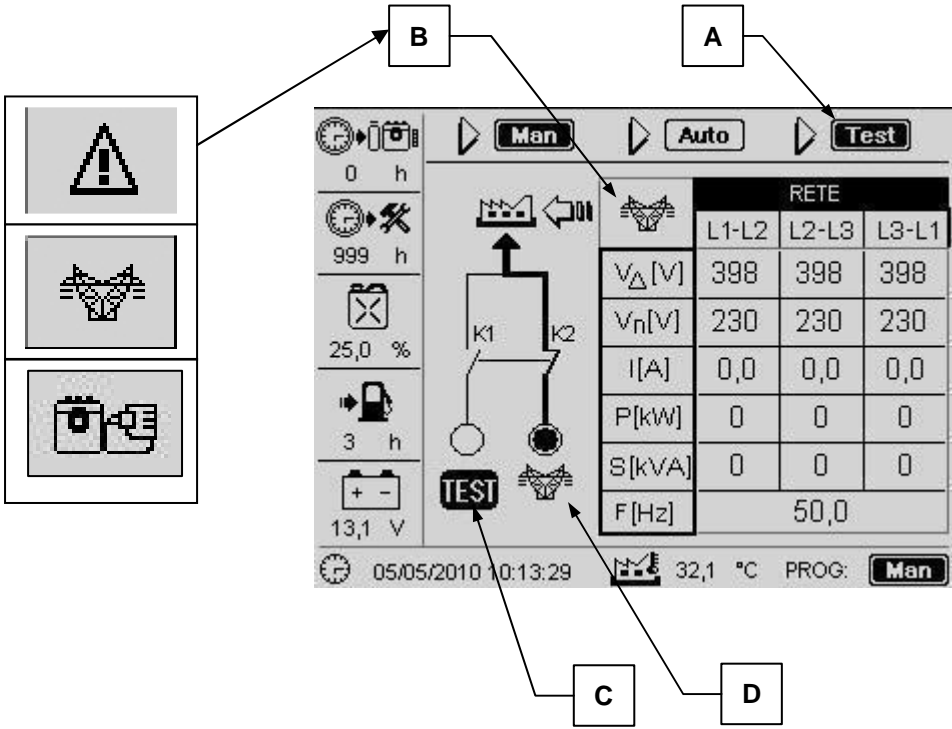 B
A
Man
Auto
Test
0 h
999 h
25,0 %
3 h
+ -
13,1 V
K1
K2
TEST
RETE
L1-L2 L2-L3 L3-L1
V△[V] 398 398 398
Vn[V] 230 230 230
I[A] 0,0 0,0 0,0
P[kW] 0 0 0
S[kVA] 0 0 0
F[Hz] 50,0
05/05/2010 10:13:29
32,1 °C
PROG: Man
C
D